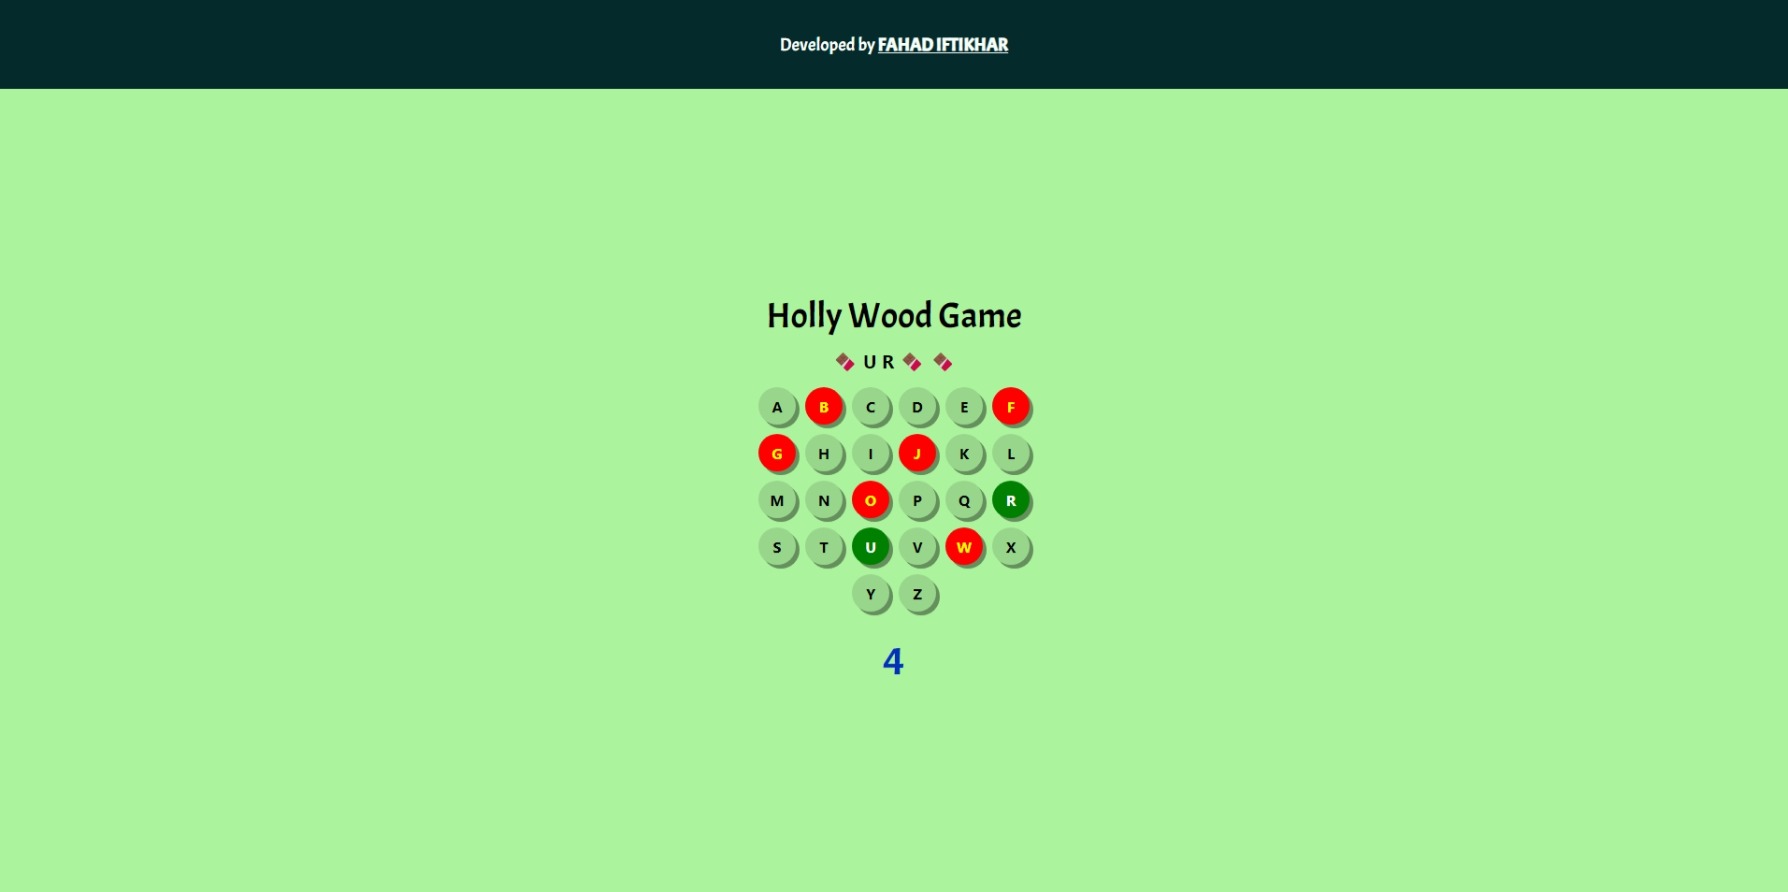 Developed by FAHAD IFTIKHAR
Holly Wood Game
🍫 U R 🍫 🍫
A B C D E F
G H I J K L
M N O P Q R
S T U V W X
Y Z
4